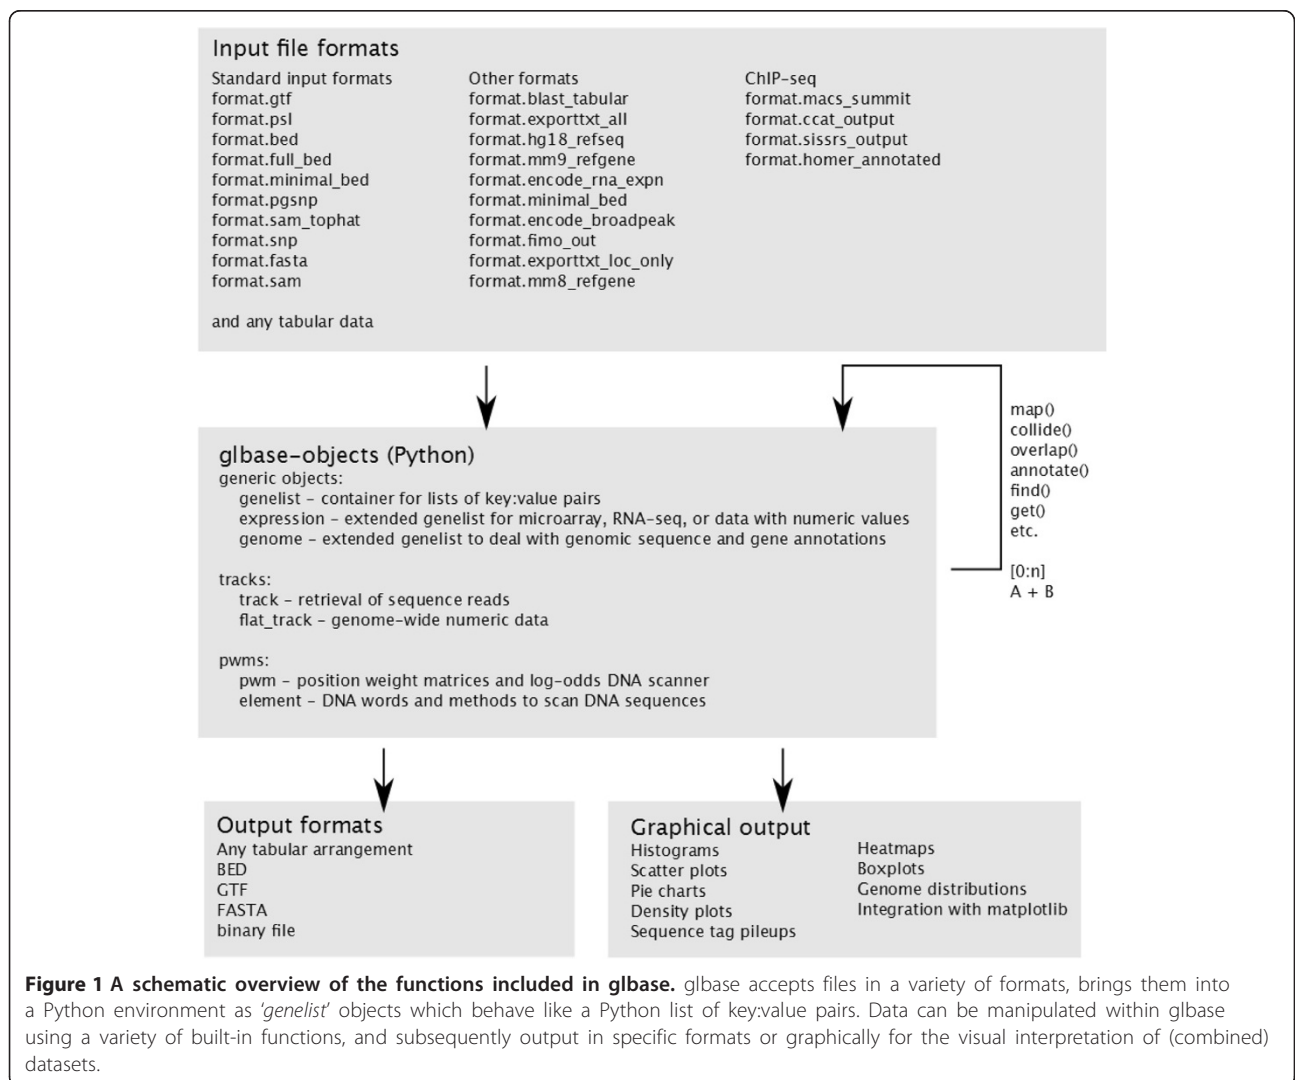 Input file formats
Standard input formats
format.gtf
format.psl
format.bed
format.full_bed
format.minimal_bed
format.pgsnp
format.sam_tophat
format.snp
format.fasta
format.sam
and any tabular data
Other formats
format.blast_tabular
format.exporttxt_all
format.hg18_refseq
format.mm9_refgene
format.encode_rna_expn
format.minimal_bed
format.encode_broadpeak
format.fimo_out
format.exporttxt_loc_only
format.mm8_refgene
ChIP-seq
format.macs_summit
format.ccat_output
format.sissrs_output
format.homer_annotated
map()
collide()
overlap()
annotate()
find()
get()
etc.
[0:n]
A + B
glbase-objects (Python)
generic objects:
genelist – container for lists of key:value pairs
expression – extended genelist for microarray, RNA-seq, or data with numeric values
genome – extended genelist to deal with genomic sequence and gene annotations
tracks:
track – retrieval of sequence reads
flat_track – genome-wide numeric data
pwms:
pwm – position weight matrices and log-odds DNA scanner
element – DNA words and methods to scan DNA sequences
Output formats
Any tabular arrangement
BED
GTF
FASTA
binary file
Graphical output
Histograms
Scatter plots
Pie charts
Density plots
Sequence tag pileups
Heatmaps
Boxplots
Genome distributions
Integration with matplotlib
Figure 1 A schematic overview of the functions included in glbase. glbase accepts files in a variety of formats, brings them into
a Python environment as 'genelist' objects which behave like a Python list of key:value pairs. Data can be manipulated within glbase
using a variety of built-in functions, and subsequently output in specific formats or graphically for the visual interpretation of (combined)
datasets.